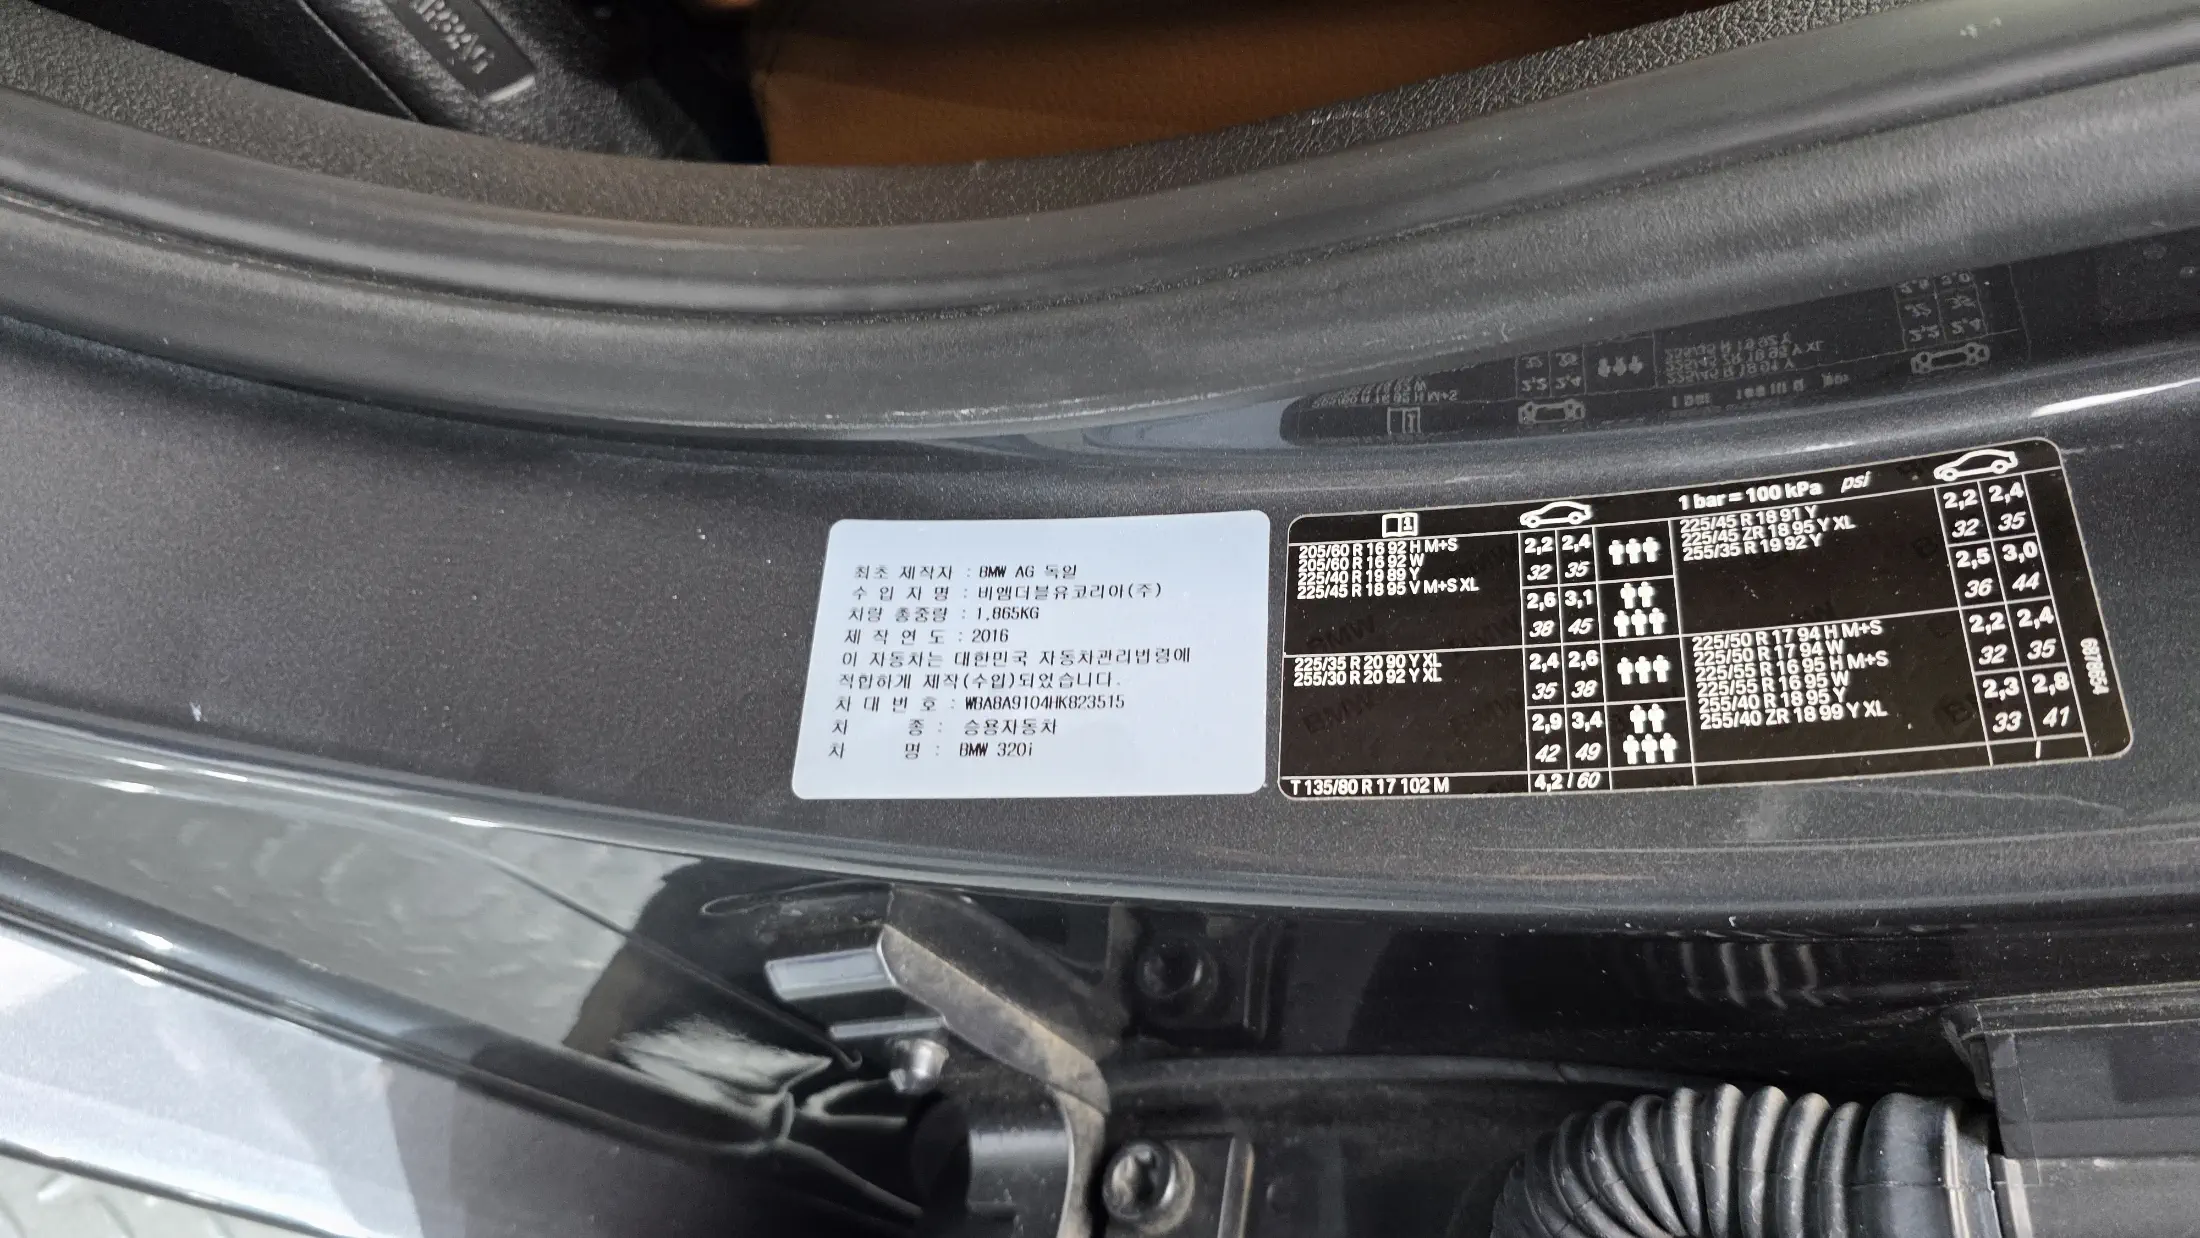 AIRBAG
최초 제작자 : BMW AG 독일
수 입 자 명 : 비엠더블유코리아(주)
차량 총중량 : 1,865KG
제 작 연 도 : 2016
이 자동차는 대한민국 자동차관리법령에
적합하게 제작(수입)되었습니다.
차 대 번 호 : WBA8A9104HK823515
차 종 : 승용자동차
차 명 : BMW 320i
1 bar = 100 kPa psi
205/60 R 16 92 H M+S
205/60 R 16 92 W
225/40 R 19 89 Y
225/45 R 18 95 V M+S XL
2,2 2,4
32 35
2,6 3,1
38 45
225/35 R 20 90 Y XL
255/30 R 20 92 Y XL
2,4 2,6
35 38
2,9 3,4
42 49
T 135/80 R 17 102 M
4,2 / 60
225/45 R 18 91 Y
225/45 ZR 18 95 Y XL
255/35 R 19 92 Y
2,2 2,4
32 35
2,5 3,0
36 44
225/50 R 17 94 H M+S
225/50 R 17 94 W
225/55 R 16 95 H M+S
225/55 R 16 95 W
255/40 R 18 95 Y
255/40 ZR 18 99 Y XL
2,2 2,4
32 35
2,3 2,8
33 41